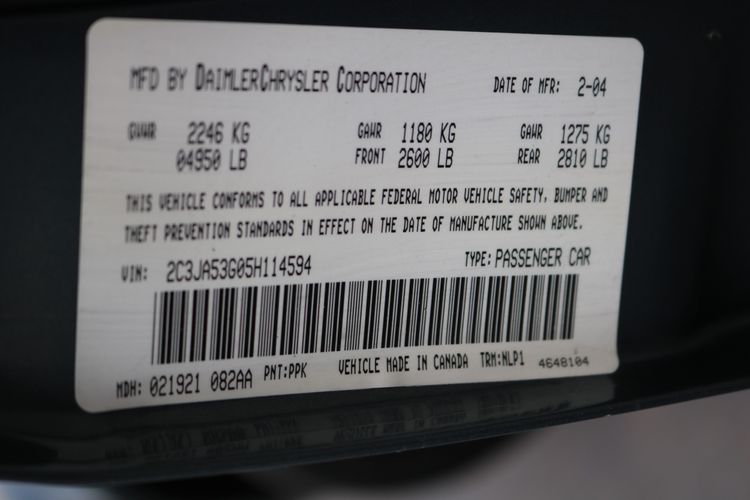 MFD BY DAIMLERCHRYSLER CORPORATION DATE OF MFR: 2-04
GVWR 2246 KG GAWR 1180 KG GAWR 1275 KG
04950 LB FRONT 2600 LB REAR 2810 LB
THIS VEHICLE CONFORMS TO ALL APPLICABLE FEDERAL MOTOR VEHICLE SAFETY, BUMPER AND
THEFT PREVENTION STANDARDS IN EFFECT ON THE DATE OF MANUFACTURE SHOWN ABOVE.
VIN: 2C3JA53G05H114594 TYPE: PASSENGER CAR
MDH: 021921 082AA PNT:PPK VEHICLE MADE IN CANADA TRM:NLP1 4648104